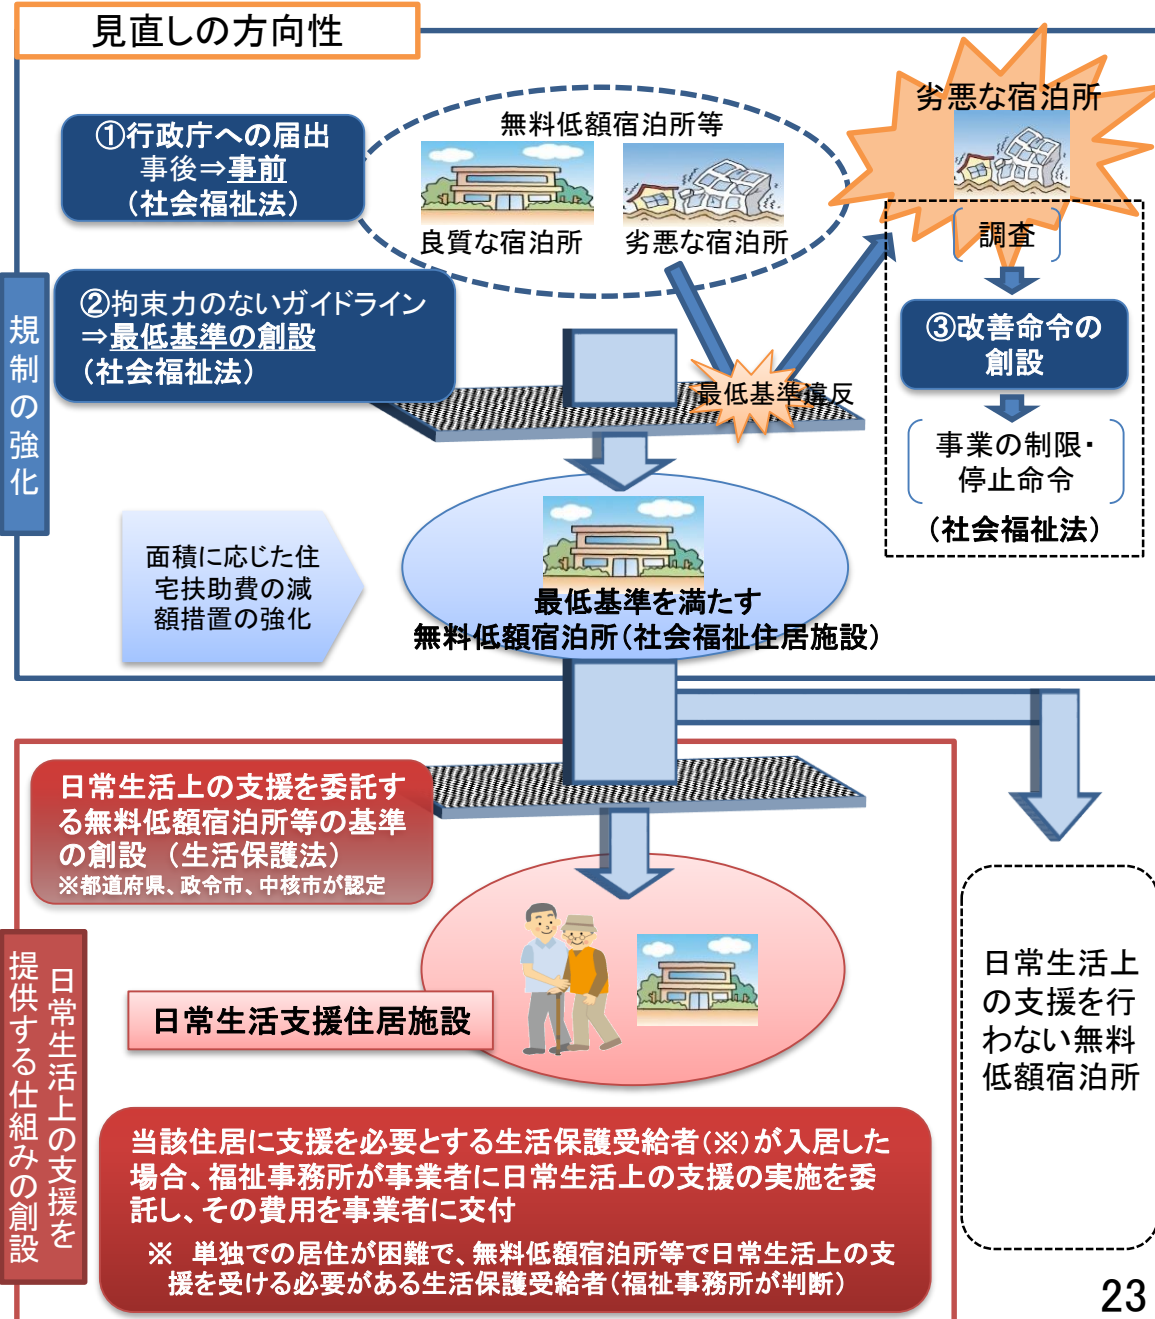 見直しの方向性
①行政庁への届出
事後⇒事前
（社会福祉法）
無料低額宿泊所等
良質な宿泊所
劣悪な宿泊所
劣悪な宿泊所
調査
③改善命令の
創設
事業の制限・
停止命令
（社会福祉法）
規制の強化
②拘束力のないガイドライン
⇒最低基準の創設
（社会福祉法）
最低基準違反
面積に応じた住
宅扶助費の減
額措置の強化
最低基準を満たす
無料低額宿泊所（社会福祉住居施設）
日常生活上の支援を委託す
る無料低額宿泊所等の基準
の創設　（生活保護法）
※都道府県、政令市、中核市が認定
日常生活上の支援を
提供する仕組みの創設
日常生活支援住居施設
日常生活上
の支援を行
わない無料
低額宿泊所
当該住居に支援を必要とする生活保護受給者（※）が入居した
場合、福祉事務所が事業者に日常生活上の支援の実施を委
託し、その費用を事業者に交付
※　単独での居住が困難で、無料低額宿泊所等で日常生活上の支
援を受ける必要がある生活保護受給者（福祉事務所が判断）
23